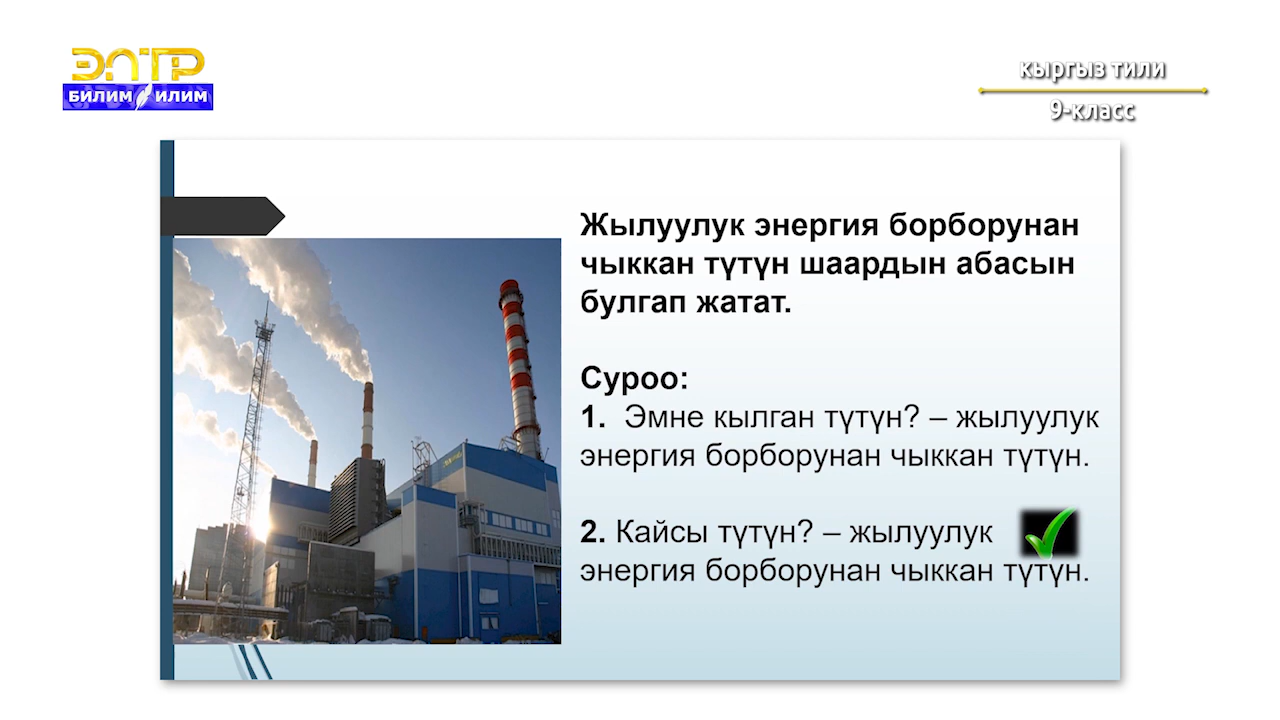 ЭЛТР
БИЛИМ ИЛИМ
кыргыз тили
9-класс
Жылуулук энергия борборунан
чыккан түтүн шаардын абасын
булгап жатат.
Суроо:
1. Эмне кылган түтүн? – жылуулук
энергия борборунан чыккан түтүн.
2. Кайсы түтүн? – жылуулук
энергия борборунан чыккан түтүн.